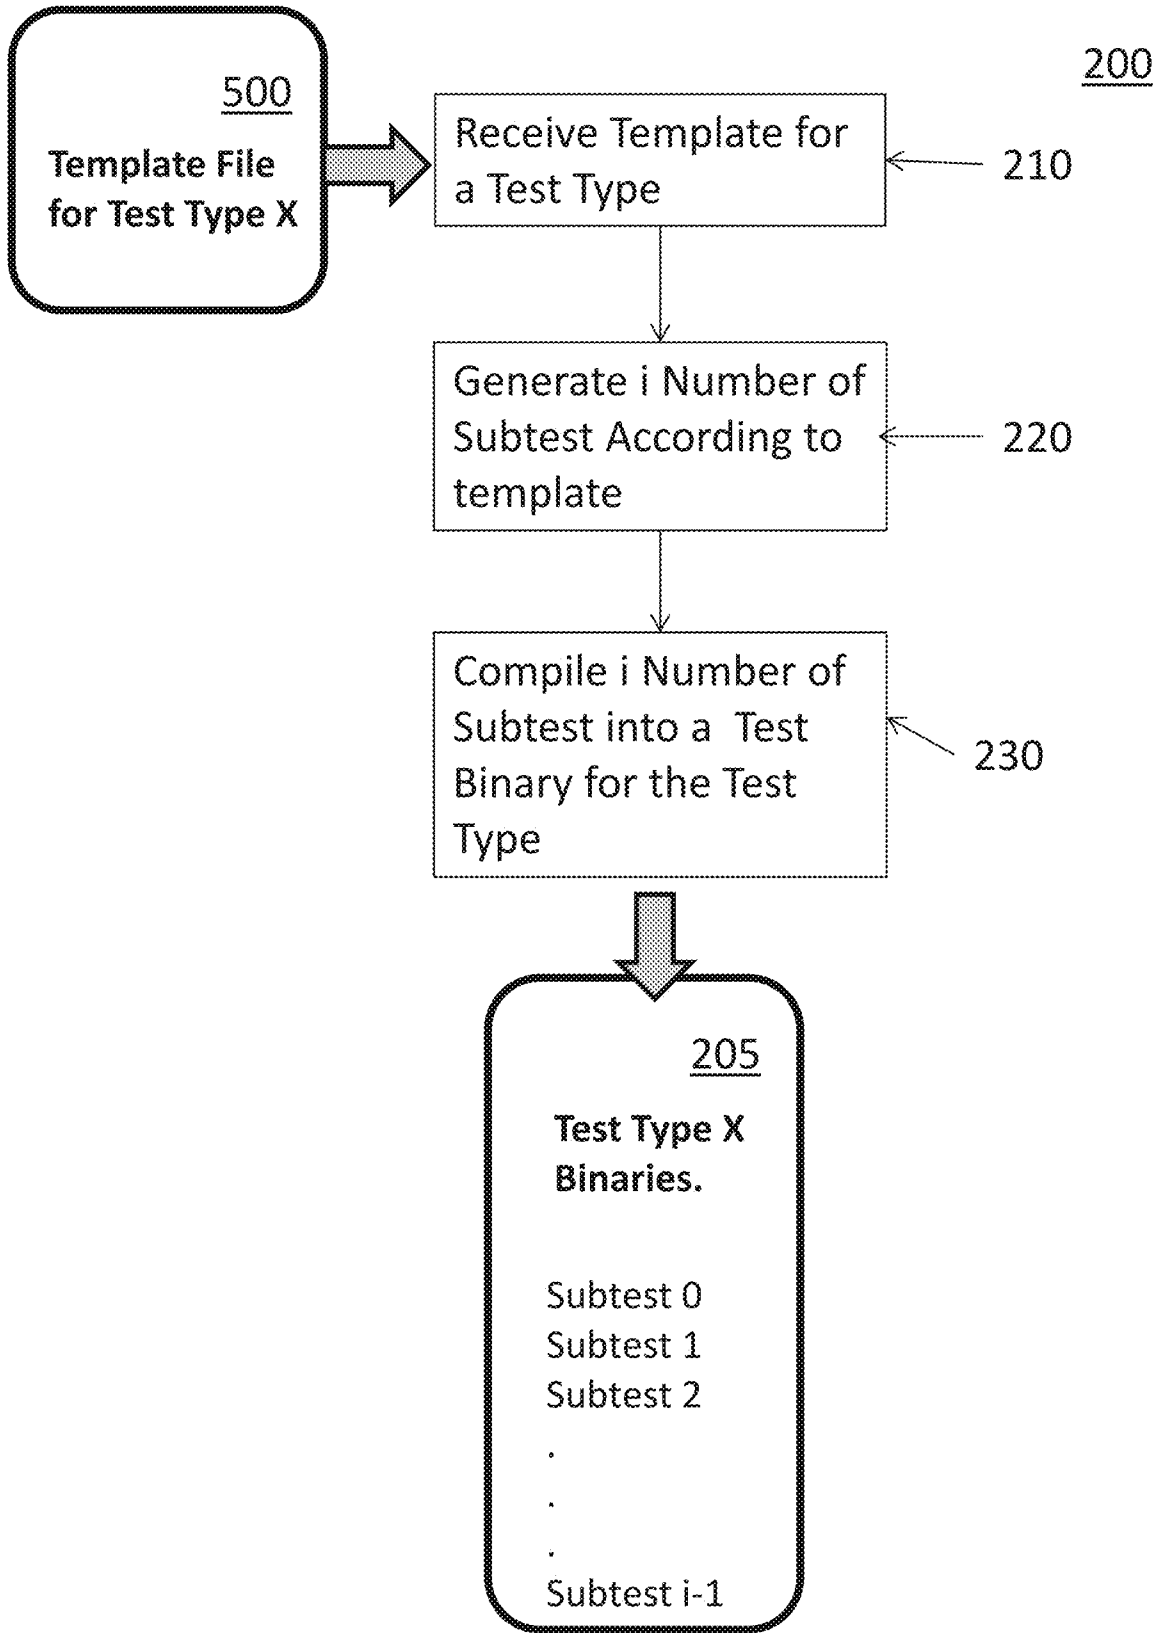 200
500
Template File
for Test Type X
Receive Template for
a Test Type
210
Generate i Number of
Subtest According to
template
220
Compile i Number of
Subtest into a Test
Binary for the Test
Type
230
205
Test Type X
Binaries.
Subtest 0
Subtest 1
Subtest 2
.
.
.
Subtest i-1